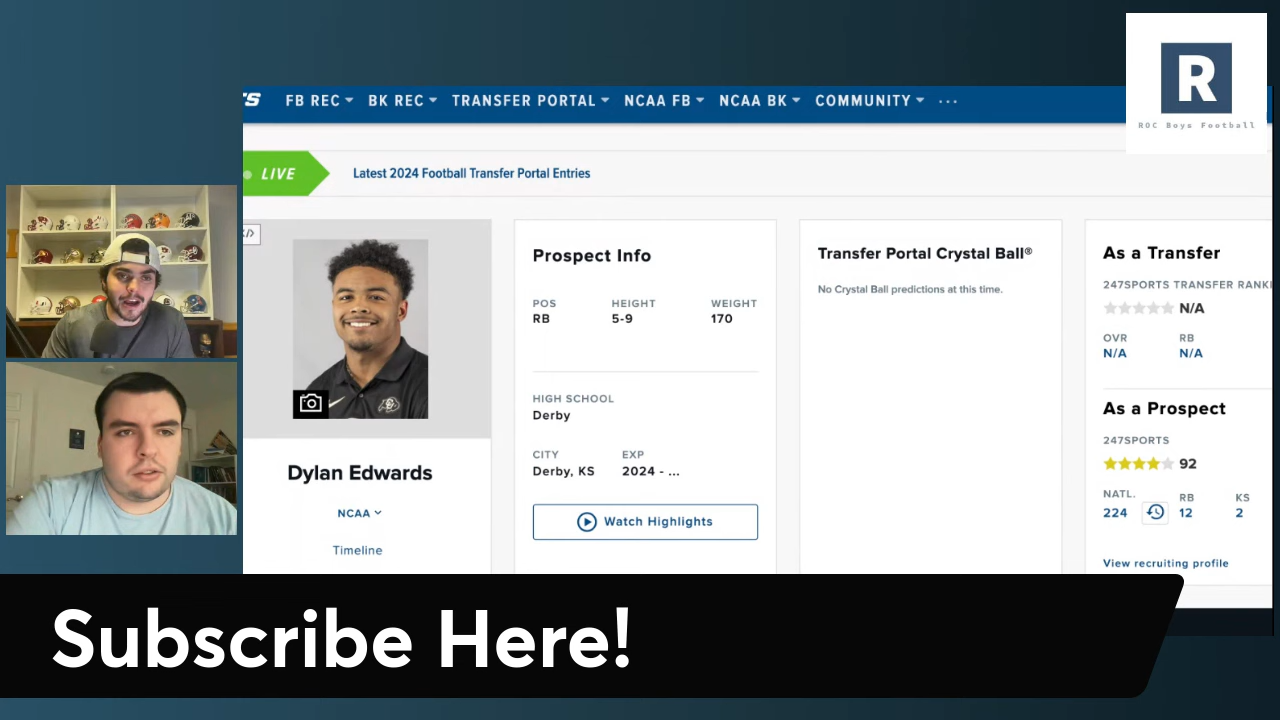 FB REC BK REC TRANSFER PORTAL NCAA FB NCAA BK COMMUNITY ...
R
ROC Boys Football
LIVE
Latest 2024 Football Transfer Portal Entries
Dylan Edwards
NCAA
Timeline
Prospect Info
POS HEIGHT WEIGHT
RB 5-9 170
HIGH SCHOOL
Derby
CITY EXP
Derby, KS 2024 - ...
Watch Highlights
Transfer Portal Crystal Ball®
No Crystal Ball predictions at this time.
As a Transfer
247SPORTS TRANSFER RANKI
N/A
OVR RB
N/A N/A
As a Prospect
247SPORTS
92
NATL. RB KS
224 12 2
View recruiting profile
Subscribe Here!